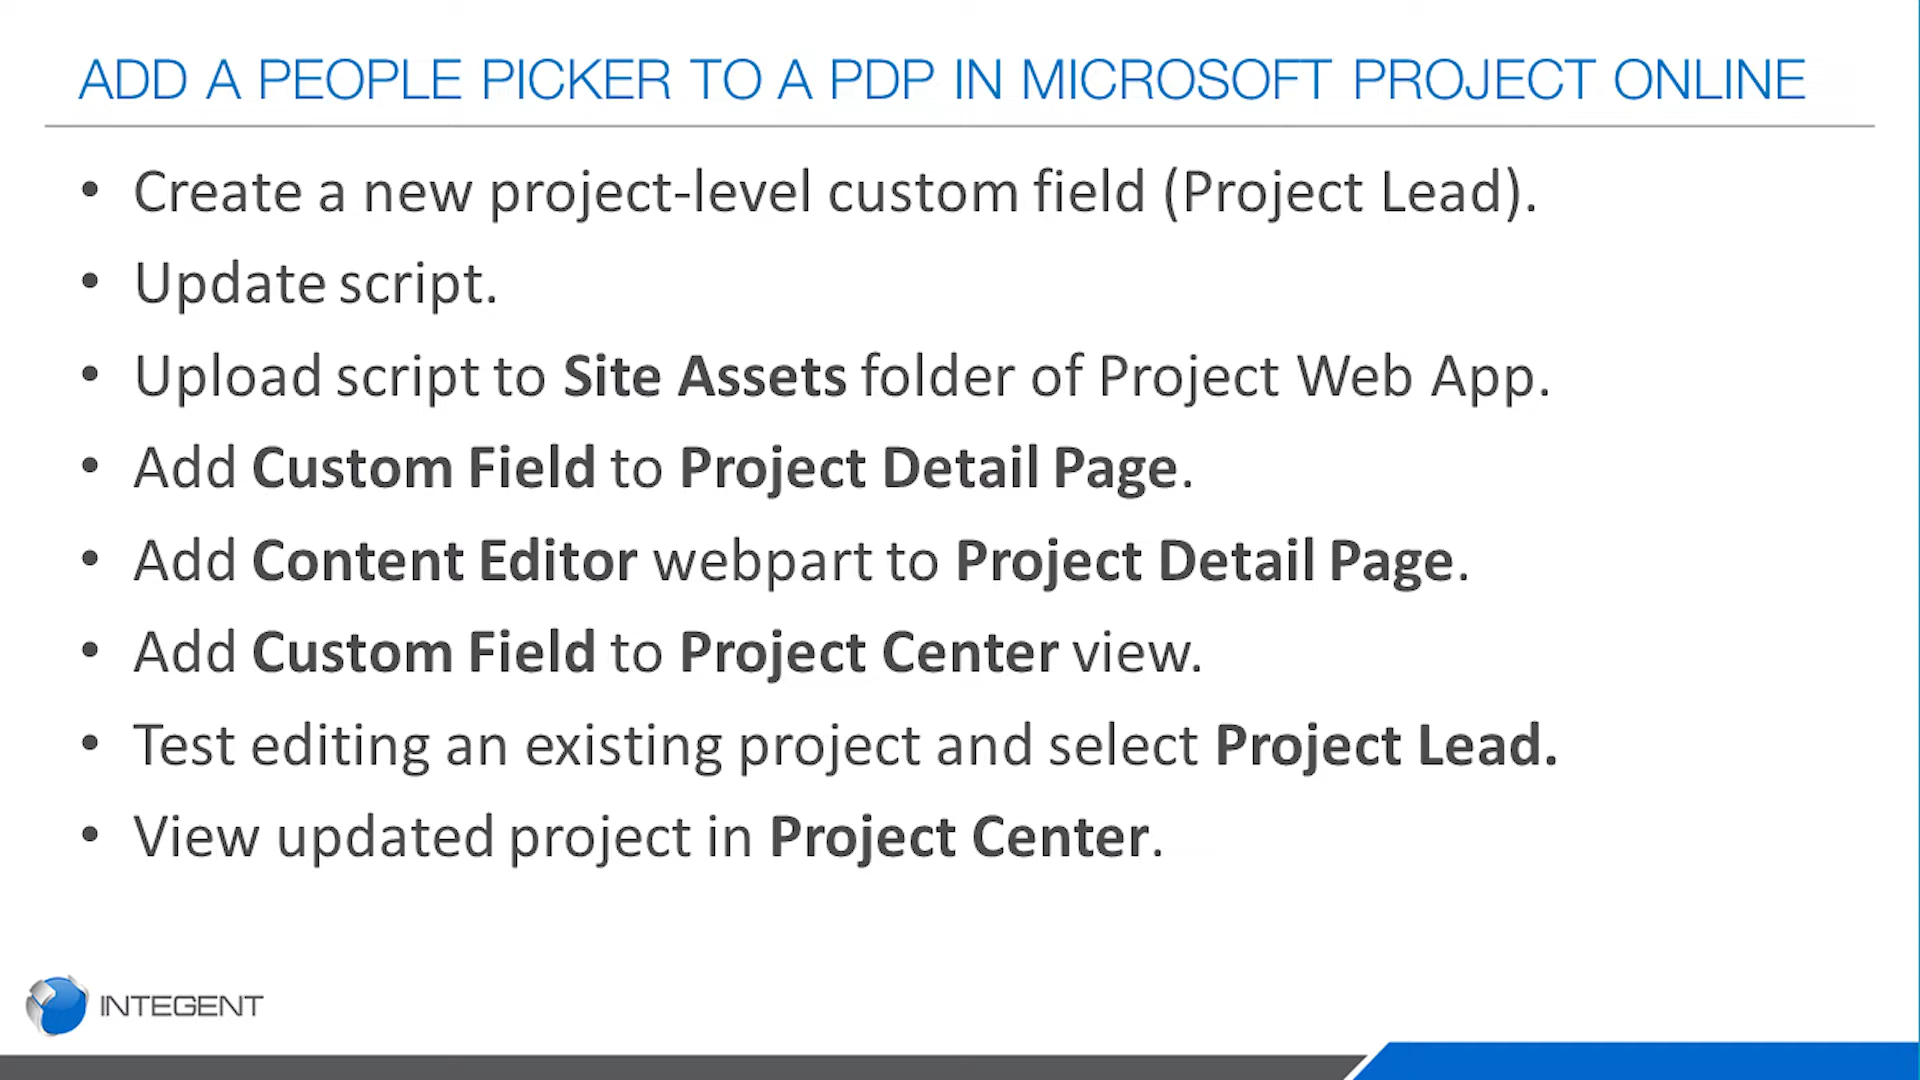 ADD A PEOPLE PICKER TO A PDP IN MICROSOFT PROJECT ONLINE
• Create a new project-level custom field (Project Lead).
• Update script.
• Upload script to Site Assets folder of Project Web App.
• Add Custom Field to Project Detail Page.
• Add Content Editor webpart to Project Detail Page.
• Add Custom Field to Project Center view.
• Test editing an existing project and select Project Lead.
• View updated project in Project Center.
INTEGENT